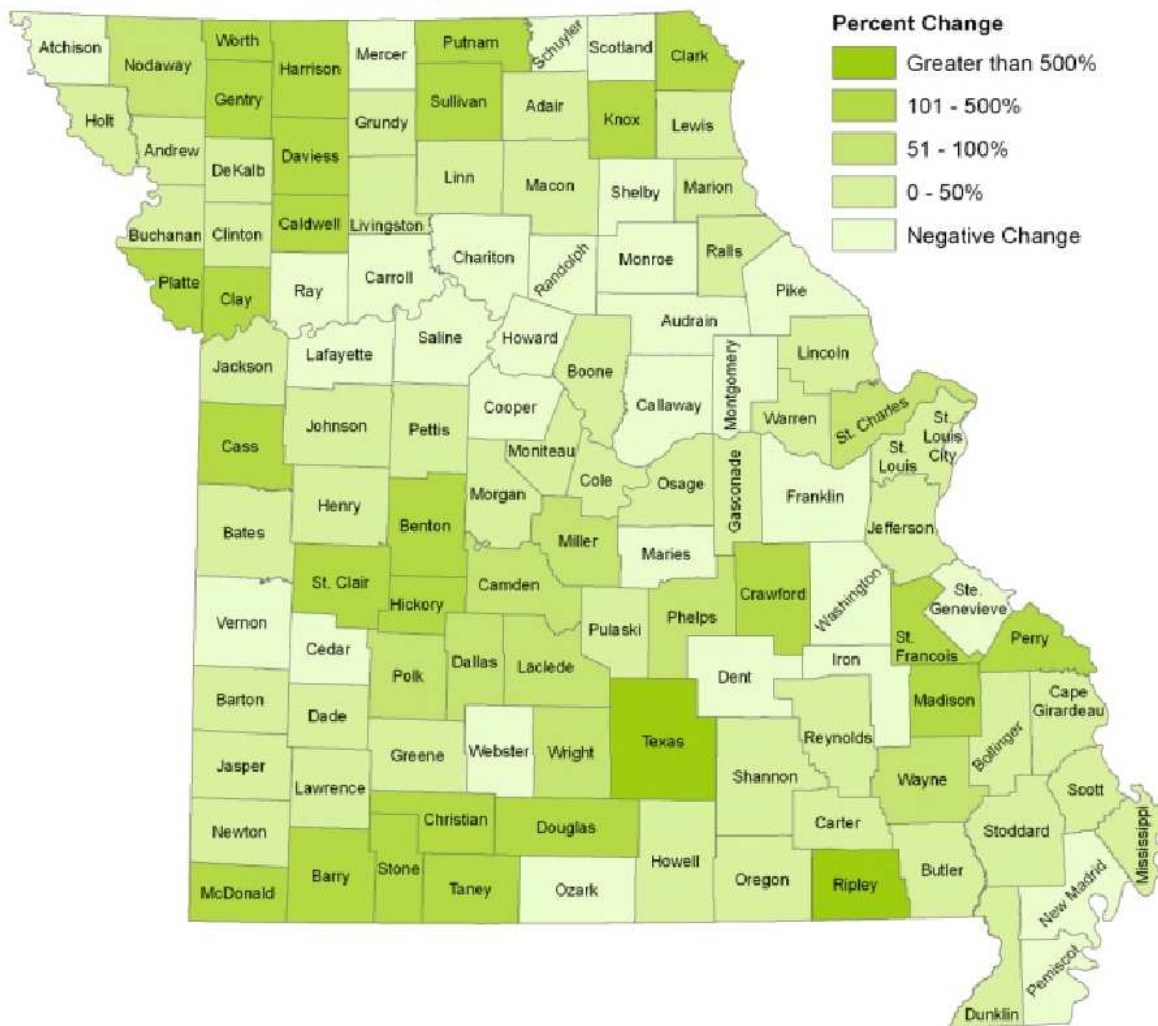 Percent Change
Greater than 500%
101 - 500%
51 - 100%
0 - 50%
Negative Change
Atchison
Nodaway
Worth
Harrison
Mercer
Putnam
Schuyler
Scotland
Clark
Gentry
Sullivan
Adair
Knox
Lewis
Holt
Andrew
DeKalb
Daviess
Grundy
Linn
Macon
Shelby
Marion
Buchanan
Clinton
Caldwell
Livingston
Chariton
Randolph
Monroe
Ralls
Pike
Platte
Clay
Ray
Carroll
Saline
Howard
Audrain
Lafayette
Jackson
Boone
Callaway
Montgomery
Lincoln
Warren
St. Charles
St.
Louis
City
St.
Louis
Cass
Johnson
Pettis
Cooper
Moniteau
Cole
Osage
Gasconade
Franklin
Jefferson
Bates
Henry
Benton
Morgan
Miller
Maries
Vernon
St. Clair
Hickory
Camden
Pulaski
Phelps
Crawford
Washington
Ste.
Genevieve
St.
Francois
Perry
Cedar
Polk
Dallas
Laclede
Dent
Iron
Madison
Cape
Girardeau
Bollinger
Barton
Dade
Greene
Webster
Wright
Texas
Shannon
Reynolds
Wayne
Scott
Mississippi
Jasper
Lawrence
Christian
Douglas
Howell
Carter
Stoddard
Newton
McDonald
Barry
Stone
Taney
Ozark
Oregon
Ripley
Butler
New Madrid
Pemiscot
Dunklin